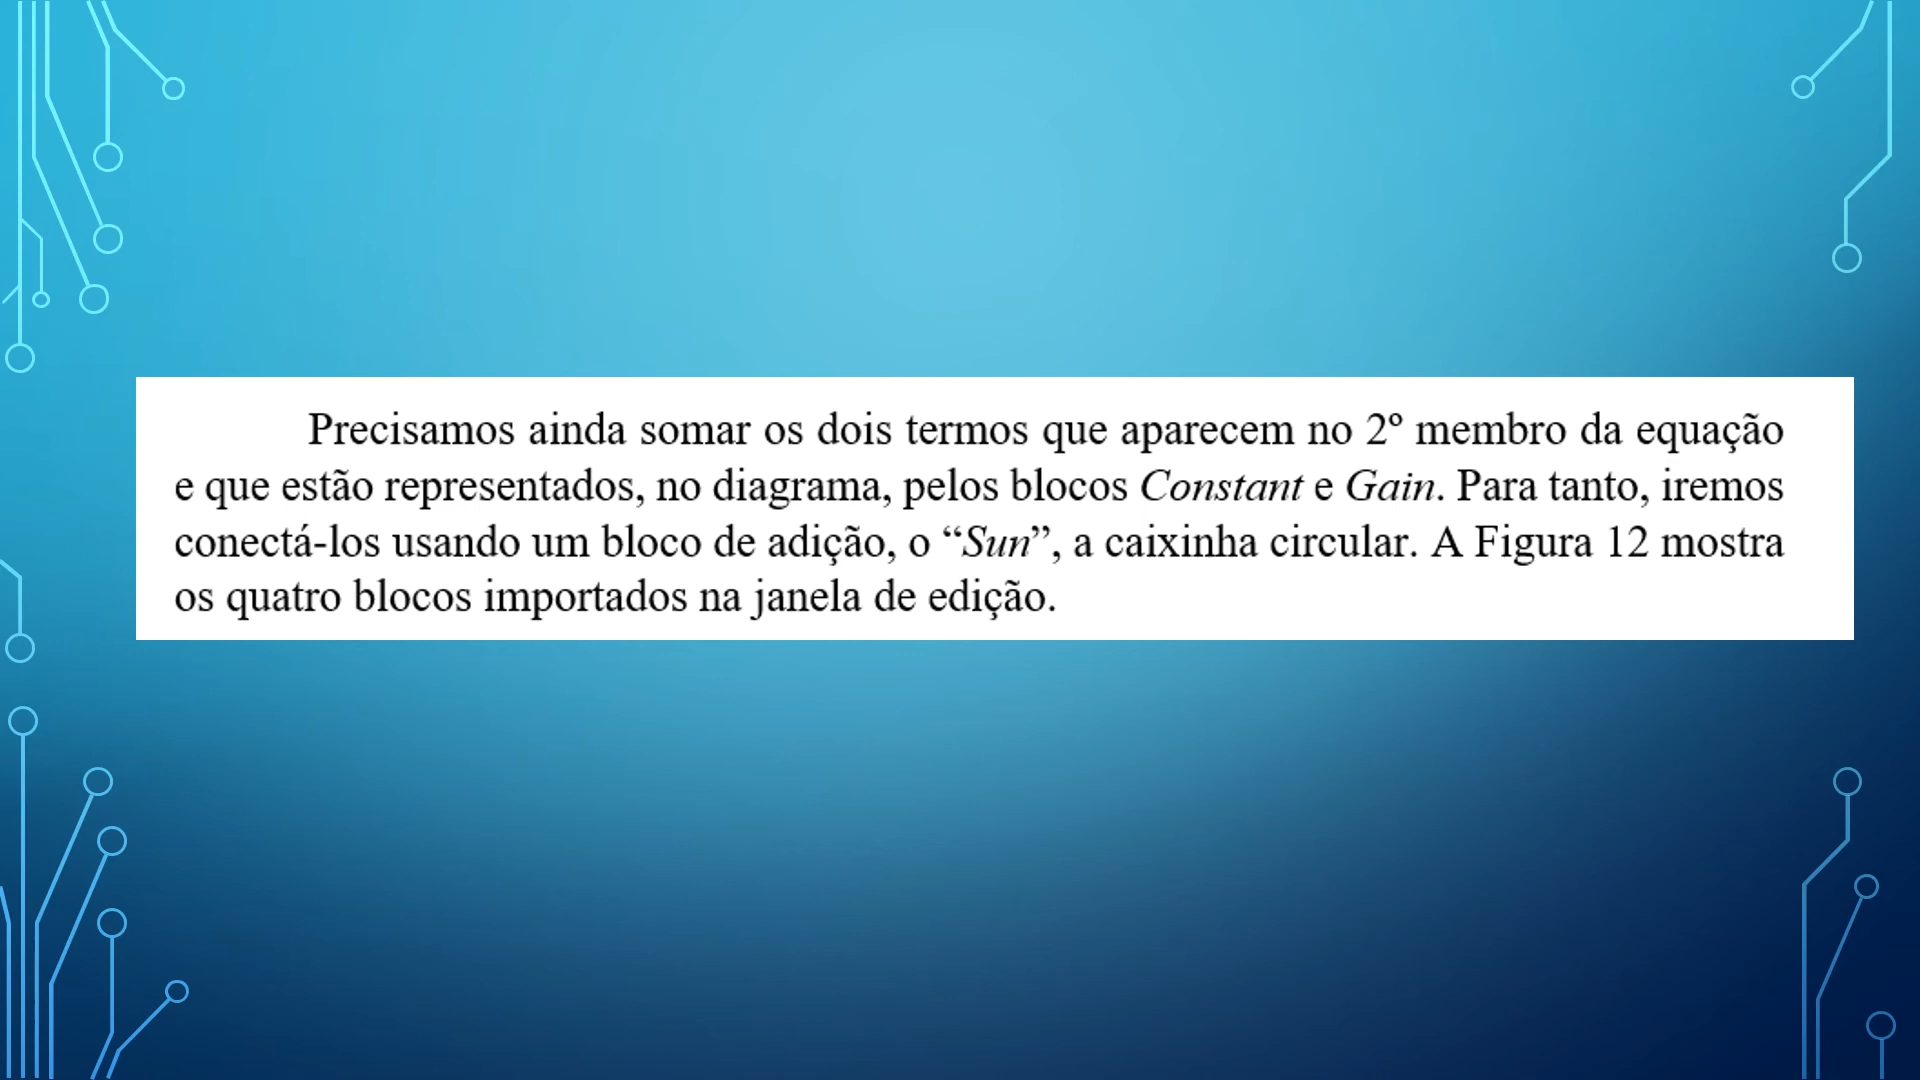 Precisamos ainda somar os dois termos que aparecem no 2º membro da equação
e que estão representados, no diagrama, pelos blocos Constant e Gain. Para tanto, iremos
conectá-los usando um bloco de adição, o “Sun”, a caixinha circular. A Figura 12 mostra
os quatro blocos importados na janela de edição.